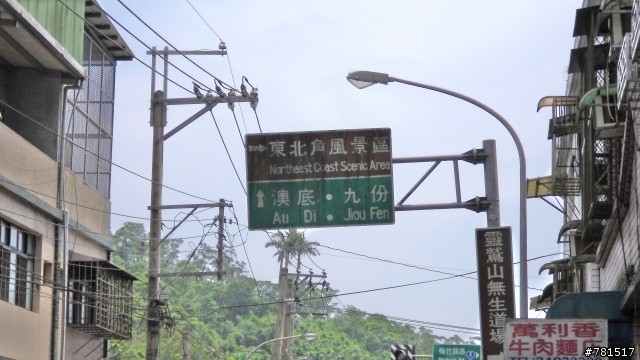 東北角風景區
Northeast Coast Scenic Area
澳底・九份
Au Di • Jiou Fen
靈鷲山無生道場
萬利香
牛肉麵
#781517